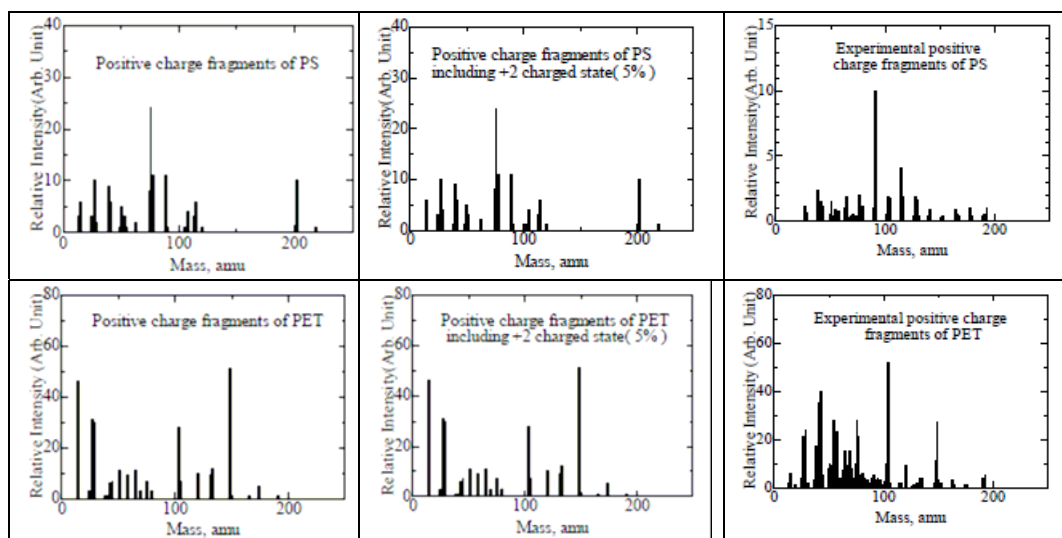 40
30
20
10
0
Relative Intensity(Arb. Unit)
Positive charge fragments of PS
0 100 200
Mass, amu
40
30
20
10
0
Relative Intensity(Arb. Unit)
Positive charge fragments of PS
including +2 charged state( 5%)
0 100 200
Mass, amu
15
10
5
0
Relative Intensity (Arb. Unit)
Experimental positive
charge fragments of PS
0 100 200
Mass, amu
80
60
40
20
0
Relative Intensity (Arb. Unit)
Positive charge fragments of PET
0 100 200
Mass, amu
80
60
40
20
0
Relative Intensity (Arb. Unit)
Positive charge fragments of PET
including +2 charged state( 5%)
0 100 200
Mass, amu
80
60
40
20
0
Relative Intensity (Arb. Unit)
Experimental positive charge
fragments of PET
0 100 200
Mass, amu